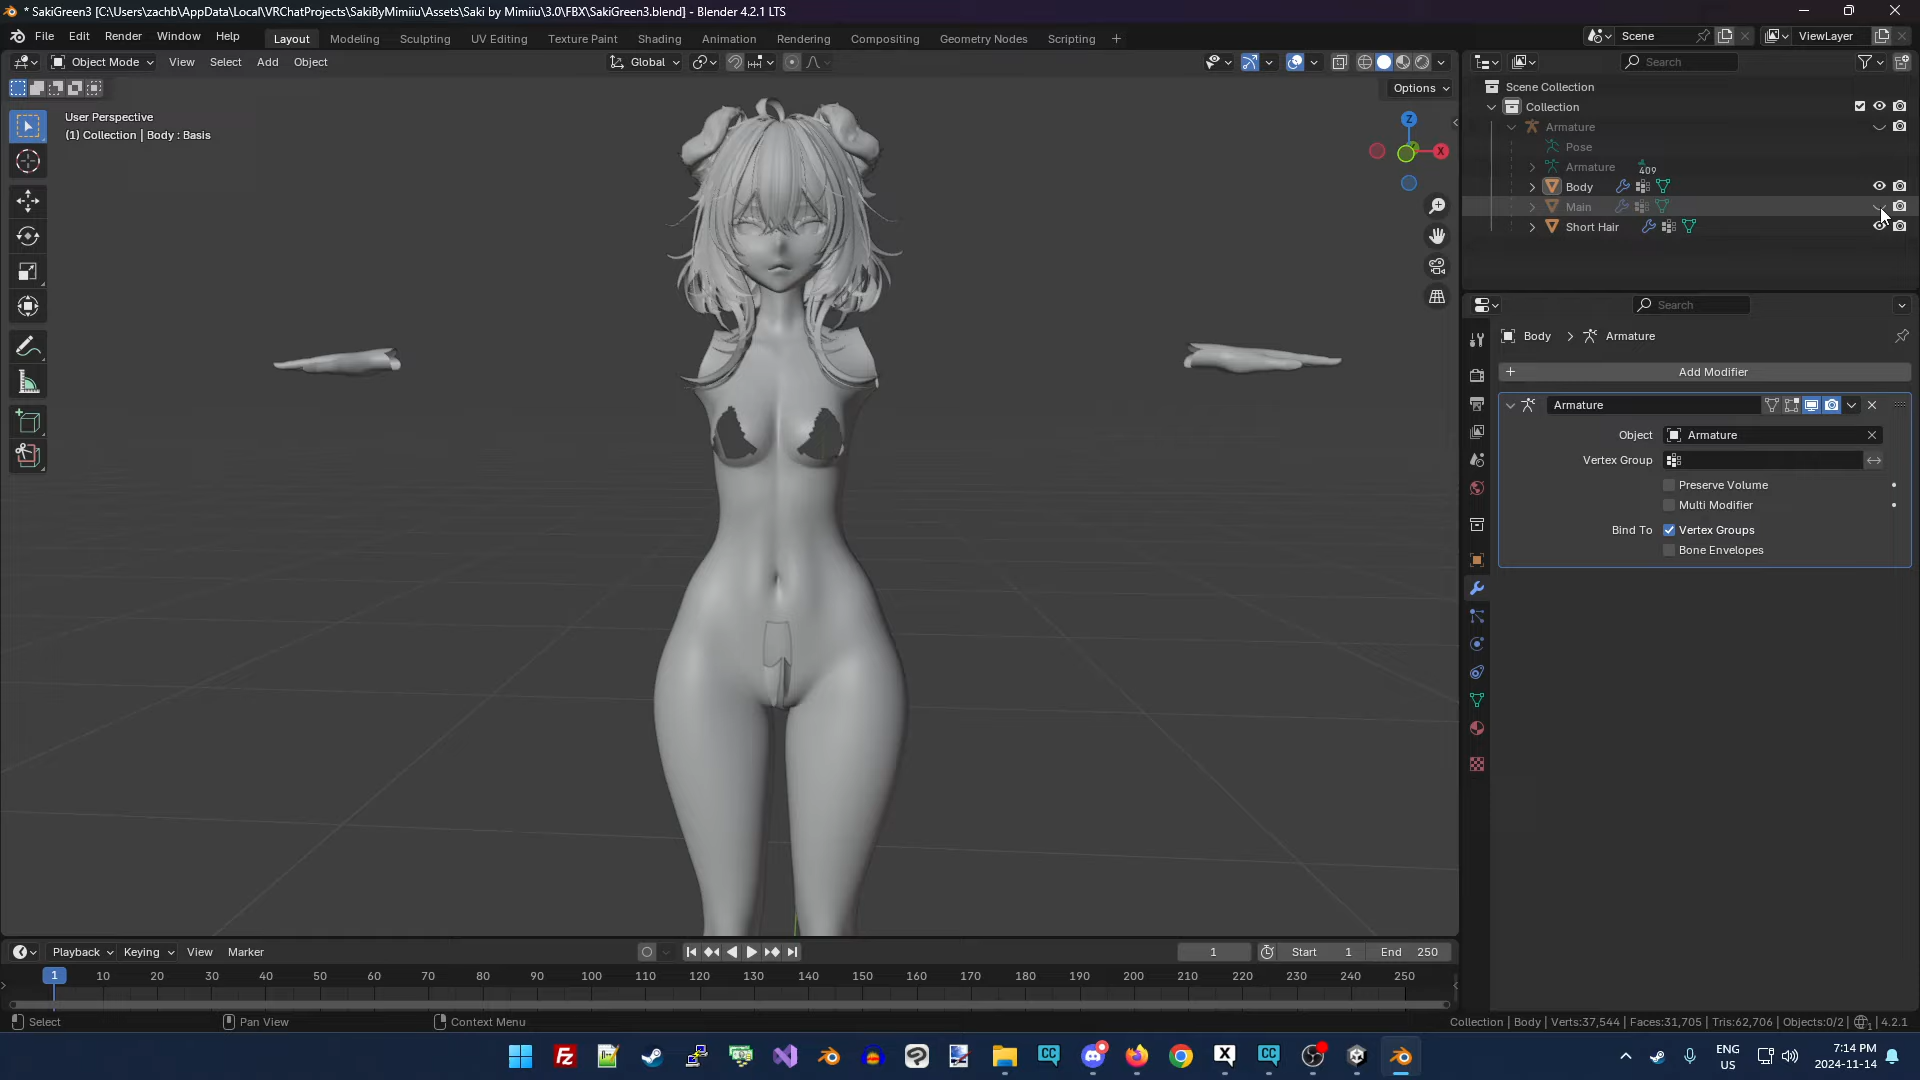 * SakiGreen3 [C:\Users\zachb\AppData\Local\VRChatProjects\SakiByMimiiu\Assets\Saki by Mimiiu\3.0\FBX\SakiGreen3.blend] - Blender 4.2.1 LTS
File Edit Render Window Help Layout Modeling Sculpting UV Editing Texture Paint Shading Animation Rendering Compositing Geometry Nodes Scripting + Scene ViewLayer
Object Mode View Select Add Object Global Search
Options
User Perspective
(1) Collection | Body : Basis
Z
X
Scene Collection
Collection
Armature
Pose
Armature 409
Body
Main
Short Hair
Search
Body > Armature
+ Add Modifier
Armature
Object Armature
Vertex Group
Preserve Volume
Multi Modifier
Bind To Vertex Groups
Bone Envelopes
Playback Keying View Marker 1 Start 1 End 250
1 10 20 30 40 50 60 70 80 90 100 110 120 130 140 150 160 170 180 190 200 210 220 230 240 250
Select Pan View Context Menu Collection | Body | Verts:37,544 | Faces:31,705 | Tris:62,706 | Objects:0/2 | 1 | 4.2.1
ENG
US
7:14 PM
2024-11-14